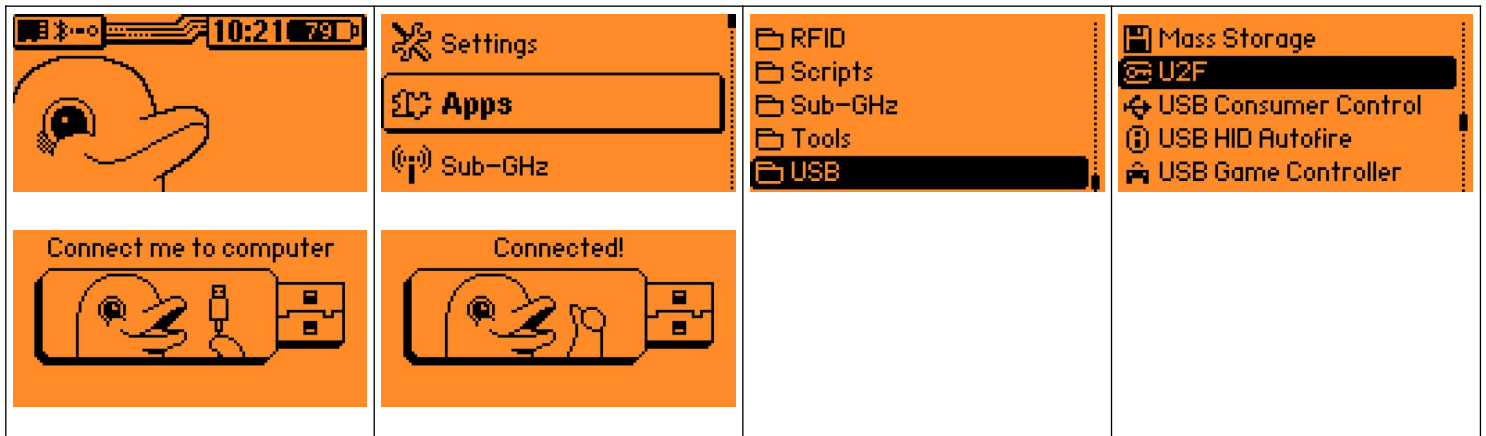 10:21 79
Settings
Apps
Sub-GHz
RFID
Scripts
Sub-GHz
Tools
USB
Mass Storage
U2F
USB Consumer Control
USB HID Autofire
USB Game Controller
Connect me to computer
Connected!